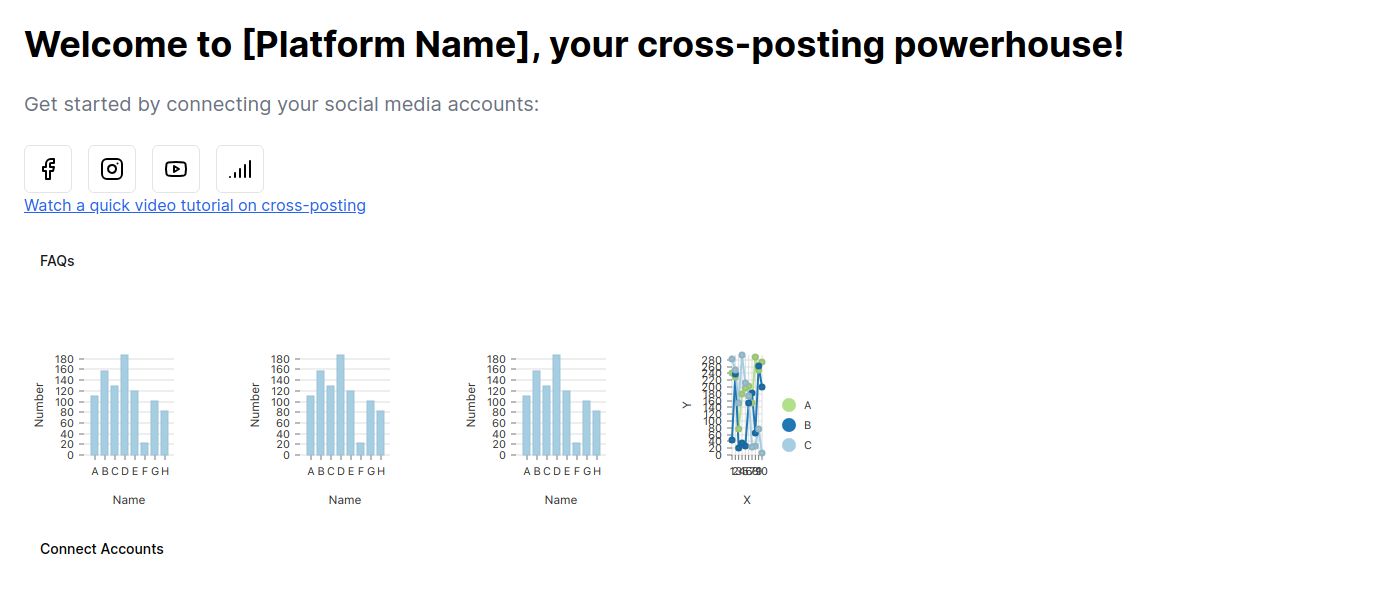 Welcome to [Platform Name], your cross-posting powerhouse!
Get started by connecting your social media accounts:
Watch a quick video tutorial on cross-posting
FAQs
Number
180
160
140
120
100
80
60
40
20
0
A B C D E F G H
Name
Number
180
160
140
120
100
80
60
40
20
0
A B C D E F G H
Name
Number
180
160
140
120
100
80
60
40
20
0
A B C D E F G H
Name
Y
280
260
240
220
200
180
160
140
120
100
80
60
40
20
0
X
A
B
C
Connect Accounts